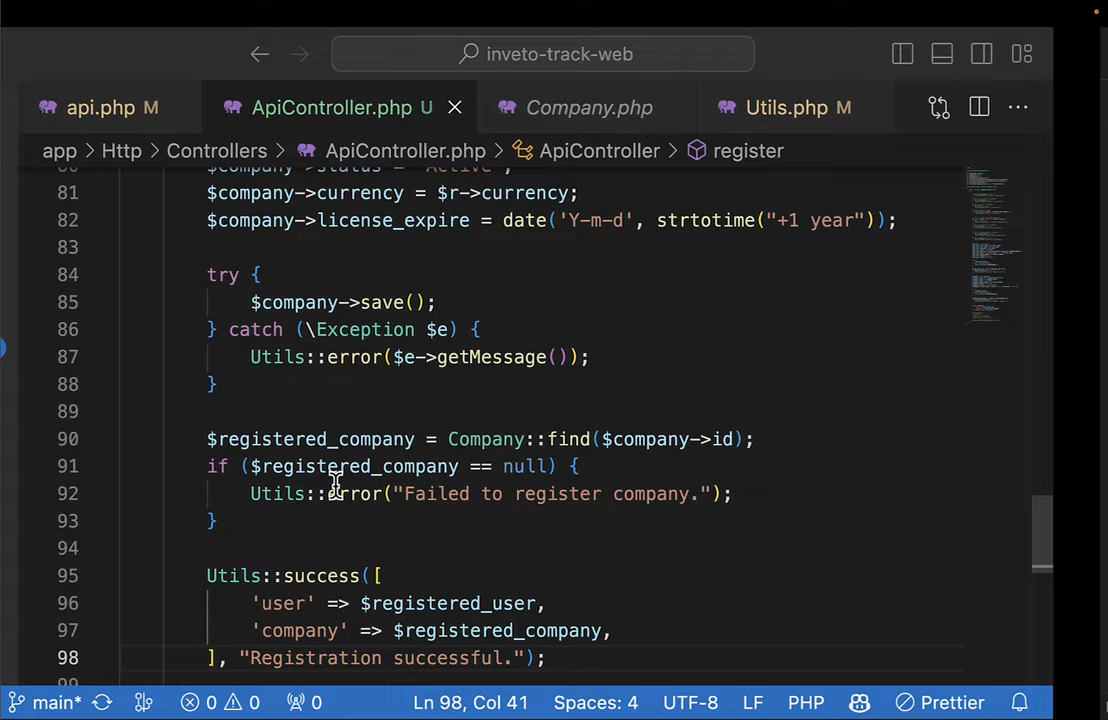 inveto-track-web
api.php M
ApiController.php U
Company.php
Utils.php M
app > Http > Controllers > ApiController.php > ApiController > register
$company->status = "Active";
81 $company->currency = $r->currency;
82 $company->license_expire = date('Y-m-d', strtotime("+1 year"));
83
84 try {
85 $company->save();
86 } catch (\Exception $e) {
87 Utils::error($e->getMessage());
88 }
89
90 $registered_company = Company::find($company->id);
91 if ($registered_company == null) {
92 Utils::error("Failed to register company.");
93 }
94
95 Utils::success([
96 'user' => $registered_user,
97 'company' => $registered_company,
98 ], "Registration successful.");
main* 0 0 0 Ln 98, Col 41 Spaces: 4 UTF-8 LF PHP Prettier